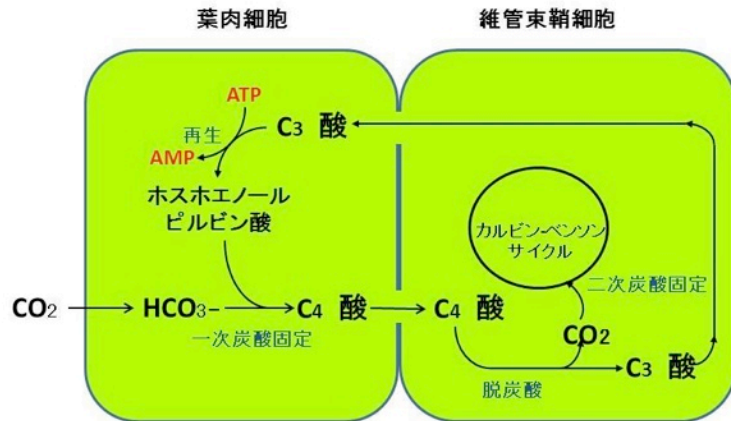 葉肉細胞
維管束鞘細胞
ATP
C3 酸
再生
AMP
ホスホエノール
ピルビン酸
カルビン-ベンソン
サイクル
二次炭酸固定
CO2
HCO3-
C4 酸
C4 酸
一次炭酸固定
CO2
C3 酸
脱炭酸